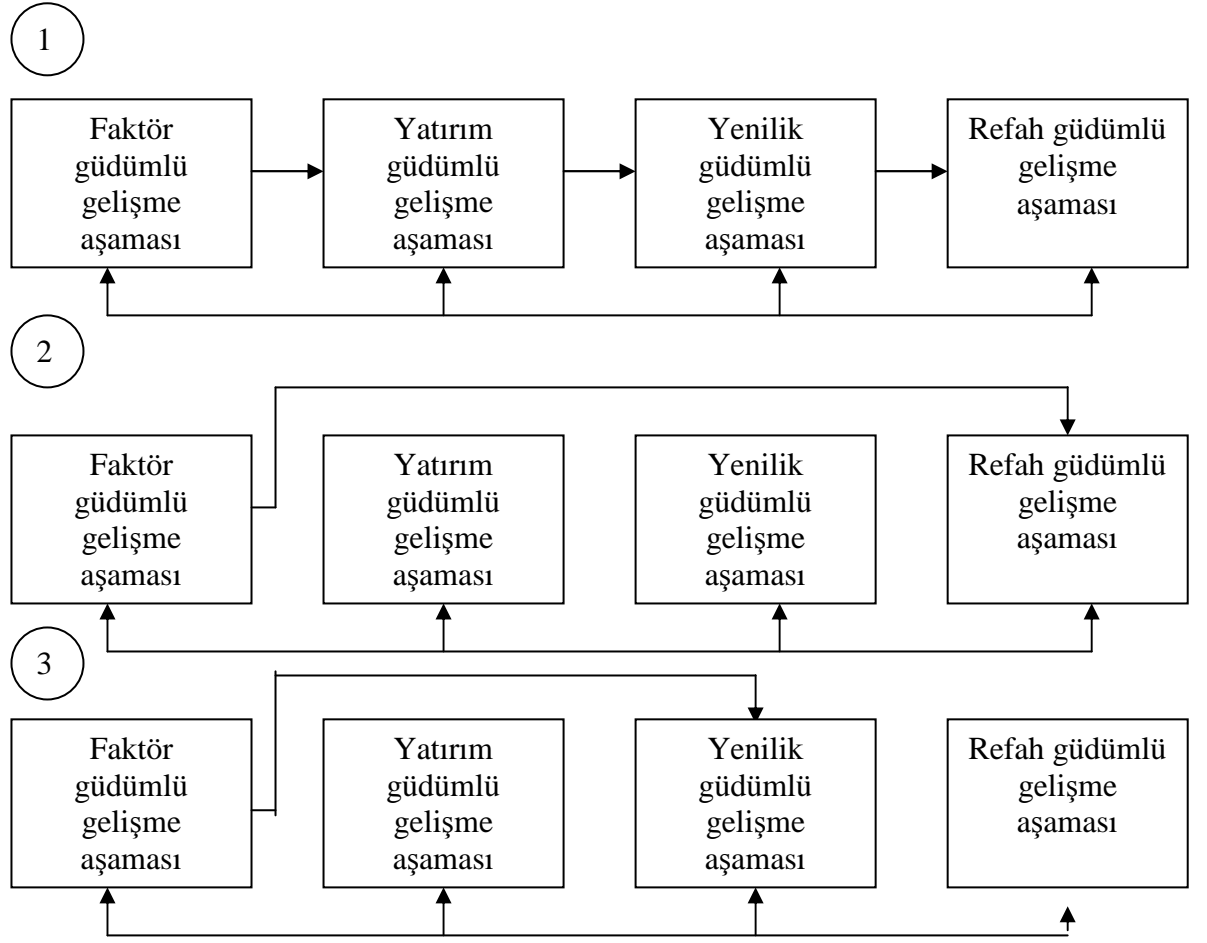 1
Faktör
güdümlü
gelişme
aşaması
Yatırım
güdümlü
gelişme
aşaması
Yenilik
güdümlü
gelişme
aşaması
Refah güdümlü
gelişme
aşaması
2
Faktör
güdümlü
gelişme
aşaması
Yatırım
güdümlü
gelişme
aşaması
Yenilik
güdümlü
gelişme
aşaması
Refah güdümlü
gelişme
aşaması
3
Faktör
güdümlü
gelişme
aşaması
Yatırım
güdümlü
gelişme
aşaması
Yenilik
güdümlü
gelişme
aşaması
Refah güdümlü
gelişme
aşaması